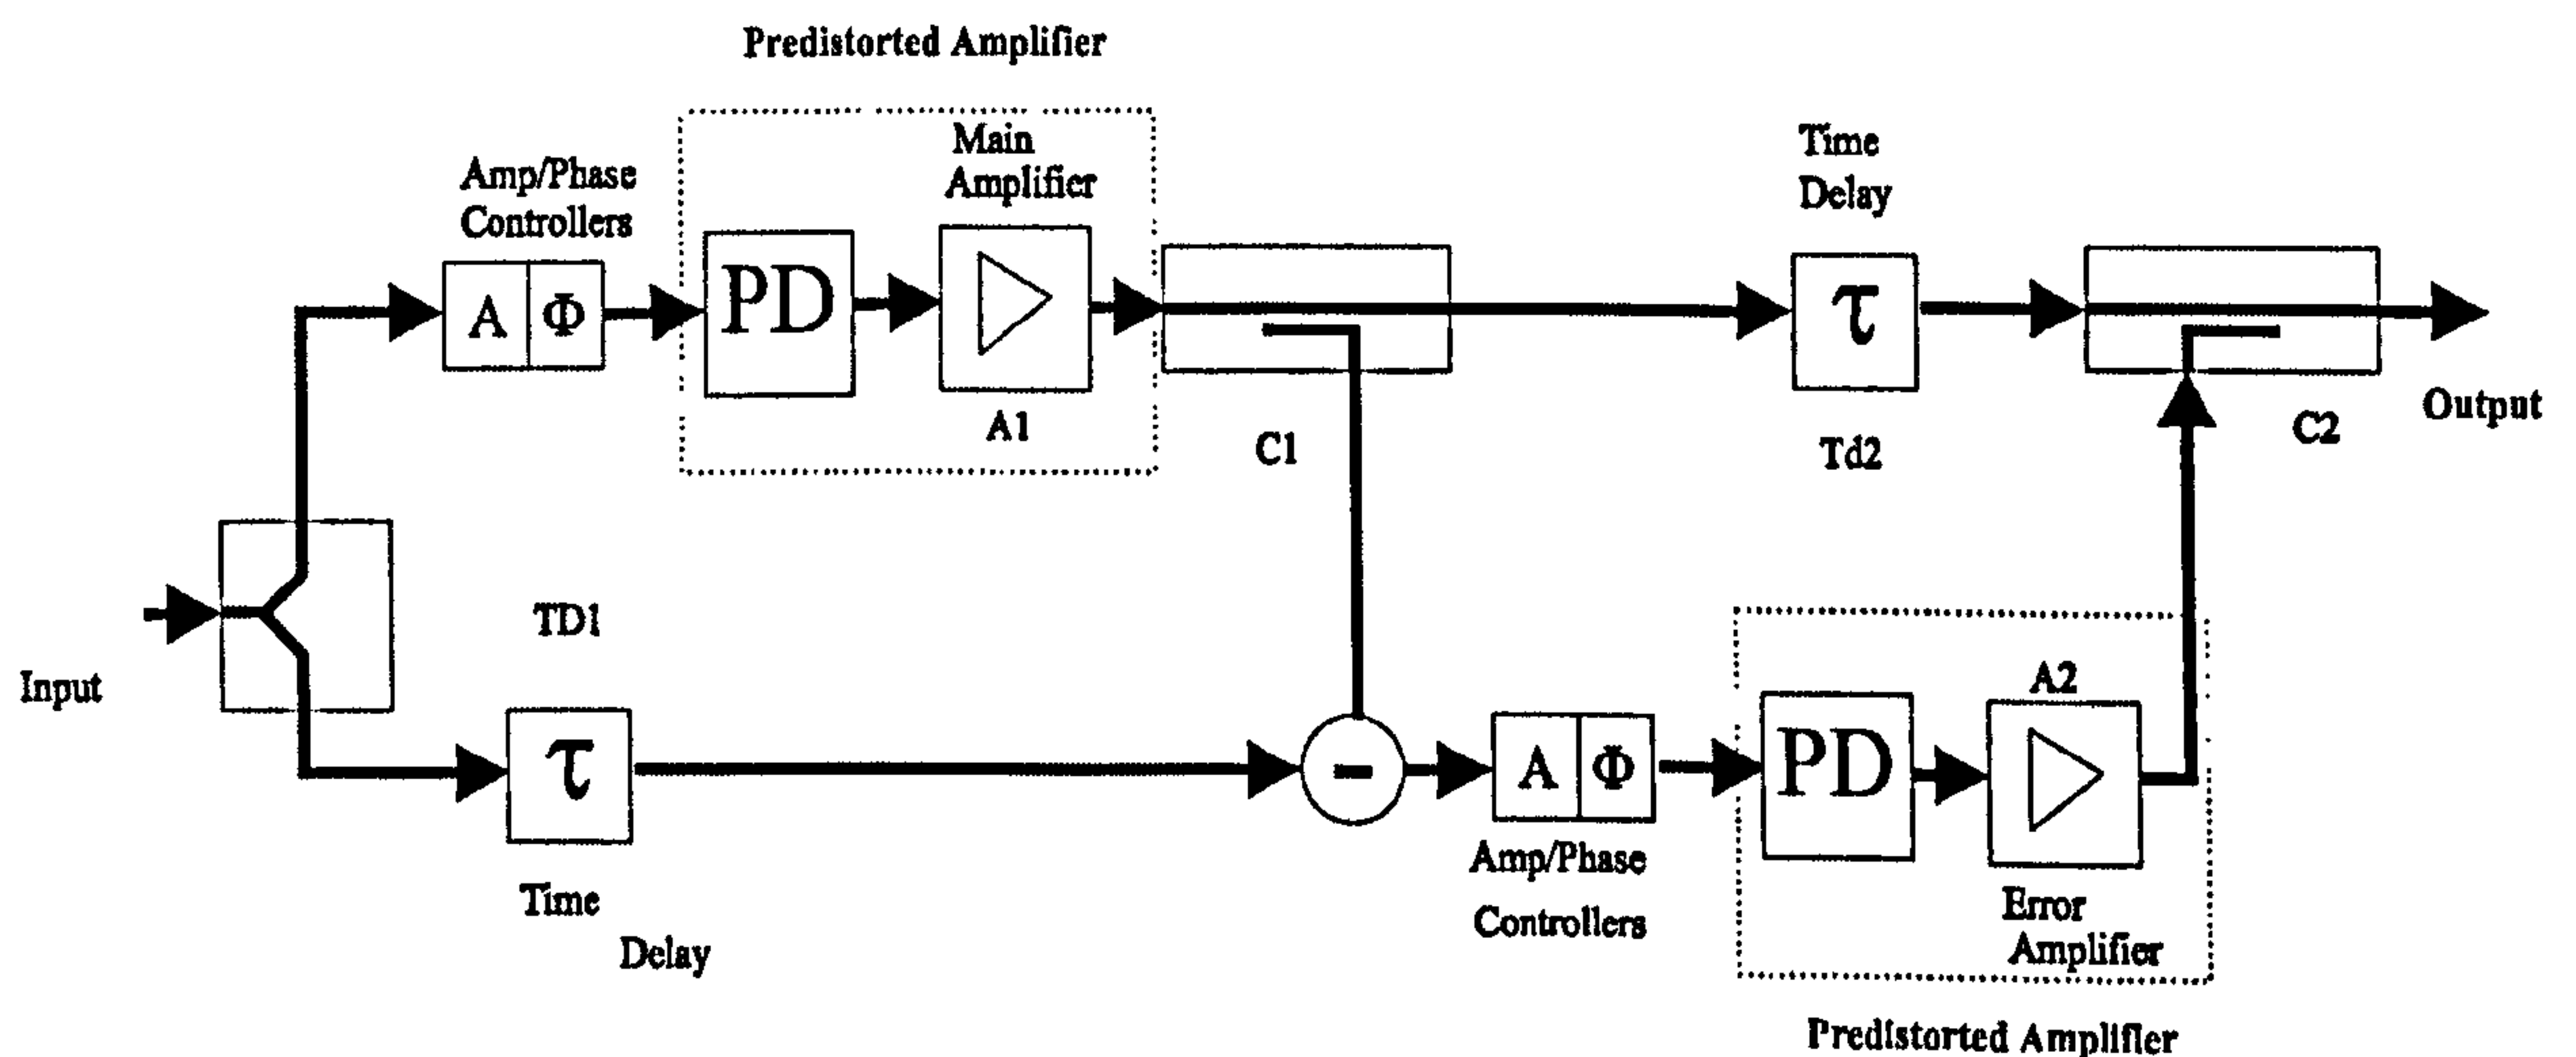 Predistorted Amplifier
Main
Amplifier
Amp/Phase
Controllers
A Φ
PD
A1
C1
Time
Delay
τ
Td2
C2
Output
Input
TD1
τ
Time
Delay
-
A Φ
Amp/Phase
Controllers
PD
A2
Error
Amplifier
Predistorted Amplifier